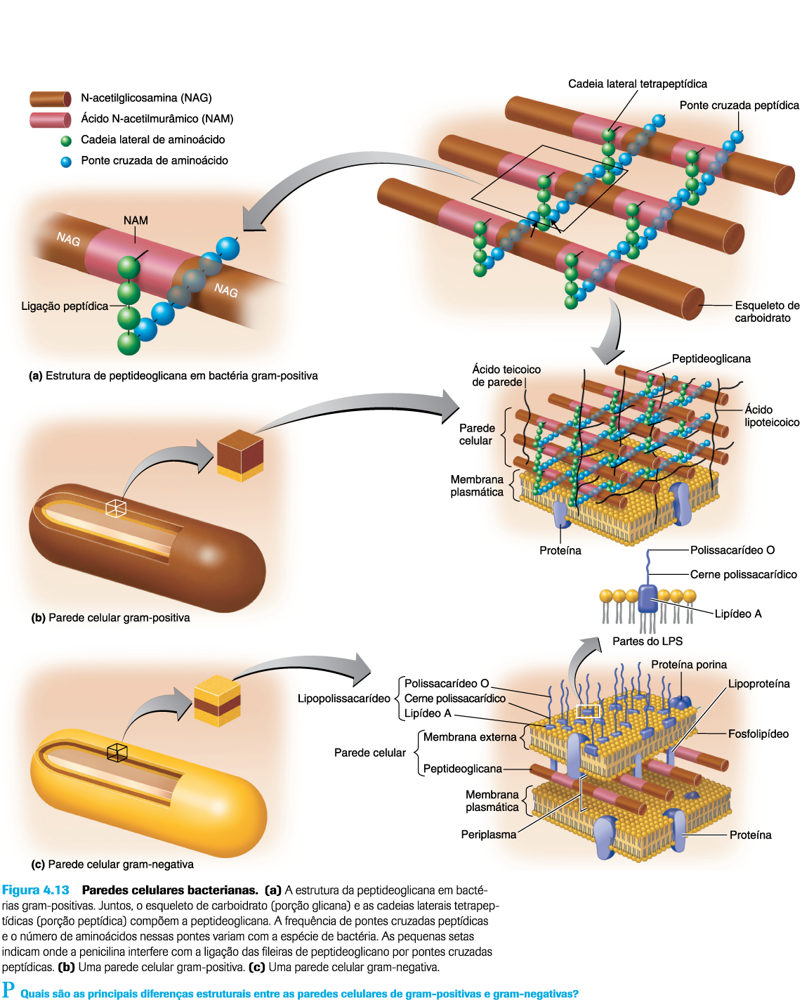 N-acetilglicosamina (NAG)
Ácido N-acetilmurâmico (NAM)
Cadeia lateral de aminoácido
Ponte cruzada de aminoácido
Cadeia lateral tetrapeptídica
Ponte cruzada peptídica
NAM
NAG
NAG
Ligação peptídica
Esqueleto de
carboidrato
(a) Estrutura de peptideoglicana em bactéria gram-positiva
Ácido teicoico
de parede
Peptideoglicana
Ácido
lipoteicoico
Parede
celular
Membrana
plasmática
Proteína
(b) Parede celular gram-positiva
Polissacarídeo O
Cerne polissacarídico
Lipídeo A
Partes do LPS
Lipopolissacarídeo
Polissacarídeo O
Cerne polissacarídico
Lipídeo A
Proteína porina
Lipoproteína
Parede celular
Membrana externa
Fosfolipídeo
Peptideoglicana
Membrana
plasmática
Periplasma
Proteína
(c) Parede celular gram-negativa
Figura 4.13 Paredes celulares bacterianas. (a) A estrutura da peptideoglicana em bacté-
rias gram-positivas. Juntos, o esqueleto de carboidrato (porção glicana) e as cadeias laterais tetrapep-
tídicas (porção peptídica) compõem a peptideoglicana. A frequência de pontes cruzadas peptídicas
e o número de aminoácidos nessas pontes variam com a espécie de bactéria. As pequenas setas
indicam onde a penicilina interfere com a ligação das fileiras de peptideoglicano por pontes cruzadas
peptídicas. (b) Uma parede celular gram-positiva. (c) Uma parede celular gram-negativa.
P Quais são as principais diferenças estruturais entre as paredes celulares de gram-positivas e gram-negativas?